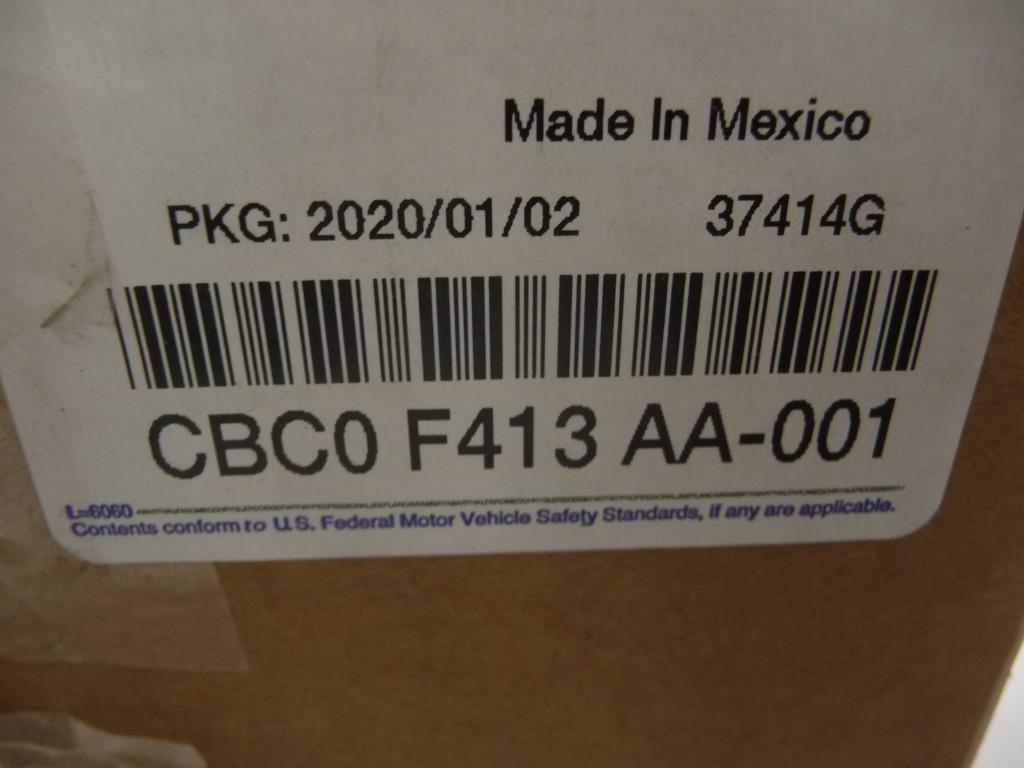 Made In Mexico
PKG: 2020/01/02 37414G
CBC0 F413 AA-001
L=6060
Contents conform to U.S. Federal Motor Vehicle Safety Standards, if any are applicable.